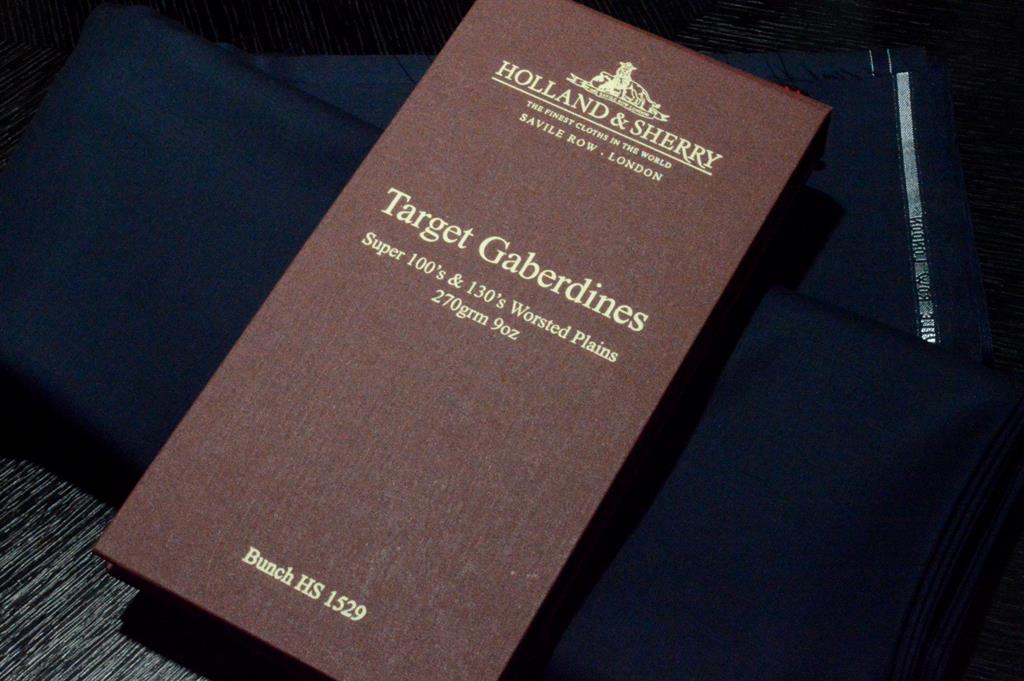 HOLLAND & SHERRY
THE FINEST CLOTHS IN THE WORLD
SAVILE ROW · LONDON
Target Gaberdines
Super 100's & 130's Worsted Plains
270grm 9oz
Bunch HS 1529